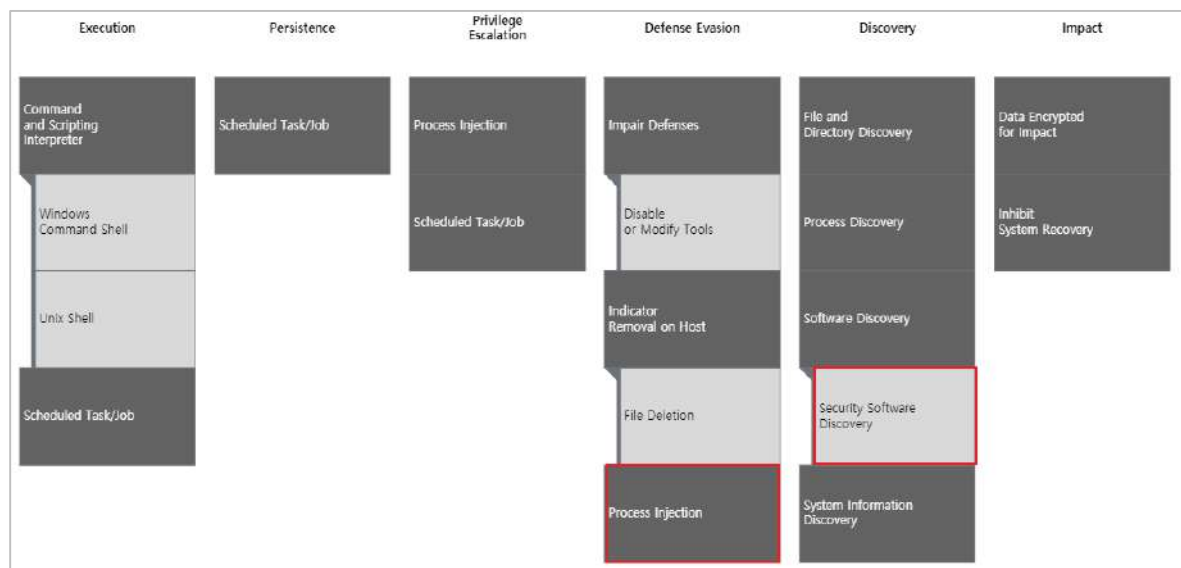 Execution
Persistence
Privilege
Escalation
Defense Evasion
Discovery
Impact
Command
and Scripting
Interpreter
Windows
Command Shell
Unix Shell
Scheduled Task/Job
Scheduled Task/Job
Process Injection
Scheduled Task/Job
Impair Defenses
Disable
or Modify Tools
Indicator
Removal on Host
File Deletion
Process Injection
File and
Directory Discovery
Process Discovery
Software Discovery
Security Software
Discovery
System Information
Discovery
Data Encrypted
for Impact
Inhibit
System Recovery